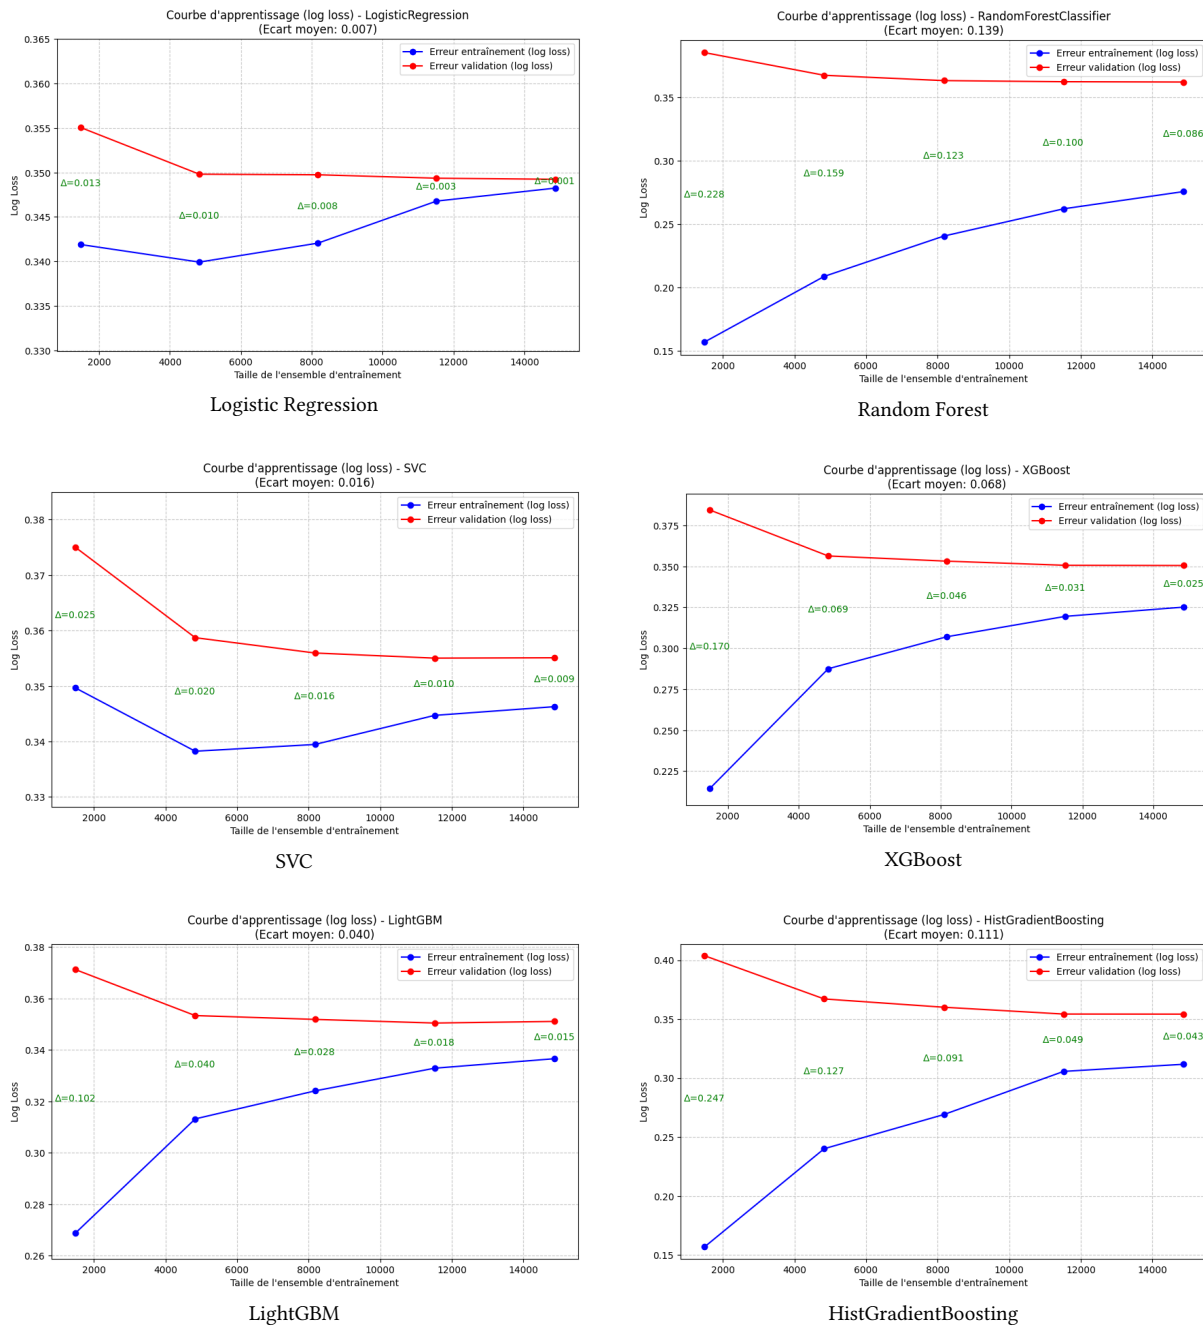 Courbe d'apprentissage (log loss) - LogisticRegression
(Ecart moyen: 0.007)
Erreur entraînement (log loss)
Erreur validation (log loss)
0.365
0.360
0.355
0.350
0.345
0.340
0.335
0.330
Log Loss
Δ=0.013
Δ=0.010
Δ=0.008
Δ=0.003
Δ=0.001
2000 4000 6000 8000 10000 12000 14000
Taille de l'ensemble d'entraînement
Logistic Regression
Courbe d'apprentissage (log loss) - RandomForestClassifier
(Ecart moyen: 0.139)
Erreur entraînement (log loss)
Erreur validation (log loss)
0.35
0.30
0.25
0.20
0.15
Log Loss
Δ=0.228
Δ=0.159
Δ=0.123
Δ=0.100
Δ=0.086
2000 4000 6000 8000 10000 12000 14000
Taille de l'ensemble d'entraînement
Random Forest
Courbe d'apprentissage (log loss) - SVC
(Ecart moyen: 0.016)
Erreur entraînement (log loss)
Erreur validation (log loss)
0.38
0.37
0.36
0.35
0.34
0.33
Log Loss
Δ=0.025
Δ=0.020
Δ=0.016
Δ=0.010
Δ=0.009
2000 4000 6000 8000 10000 12000 14000
Taille de l'ensemble d'entraînement
SVC
Courbe d'apprentissage (log loss) - XGBoost
(Ecart moyen: 0.068)
Erreur entraînement (log loss)
Erreur validation (log loss)
0.375
0.350
0.325
0.300
0.275
0.250
0.225
Log Loss
Δ=0.170
Δ=0.069
Δ=0.046
Δ=0.031
Δ=0.025
2000 4000 6000 8000 10000 12000 14000
Taille de l'ensemble d'entraînement
XGBoost
Courbe d'apprentissage (log loss) - LightGBM
(Ecart moyen: 0.040)
Erreur entraînement (log loss)
Erreur validation (log loss)
0.38
0.36
0.34
0.32
0.30
0.28
0.26
Log Loss
Δ=0.102
Δ=0.040
Δ=0.028
Δ=0.018
Δ=0.015
2000 4000 6000 8000 10000 12000 14000
Taille de l'ensemble d'entraînement
LightGBM
Courbe d'apprentissage (log loss) - HistGradientBoosting
(Ecart moyen: 0.111)
Erreur entraînement (log loss)
Erreur validation (log loss)
0.40
0.35
0.30
0.25
0.20
0.15
Log Loss
Δ=0.247
Δ=0.127
Δ=0.091
Δ=0.049
Δ=0.043
2000 4000 6000 8000 10000 12000 14000
Taille de l'ensemble d'entraînement
HistGradientBoosting